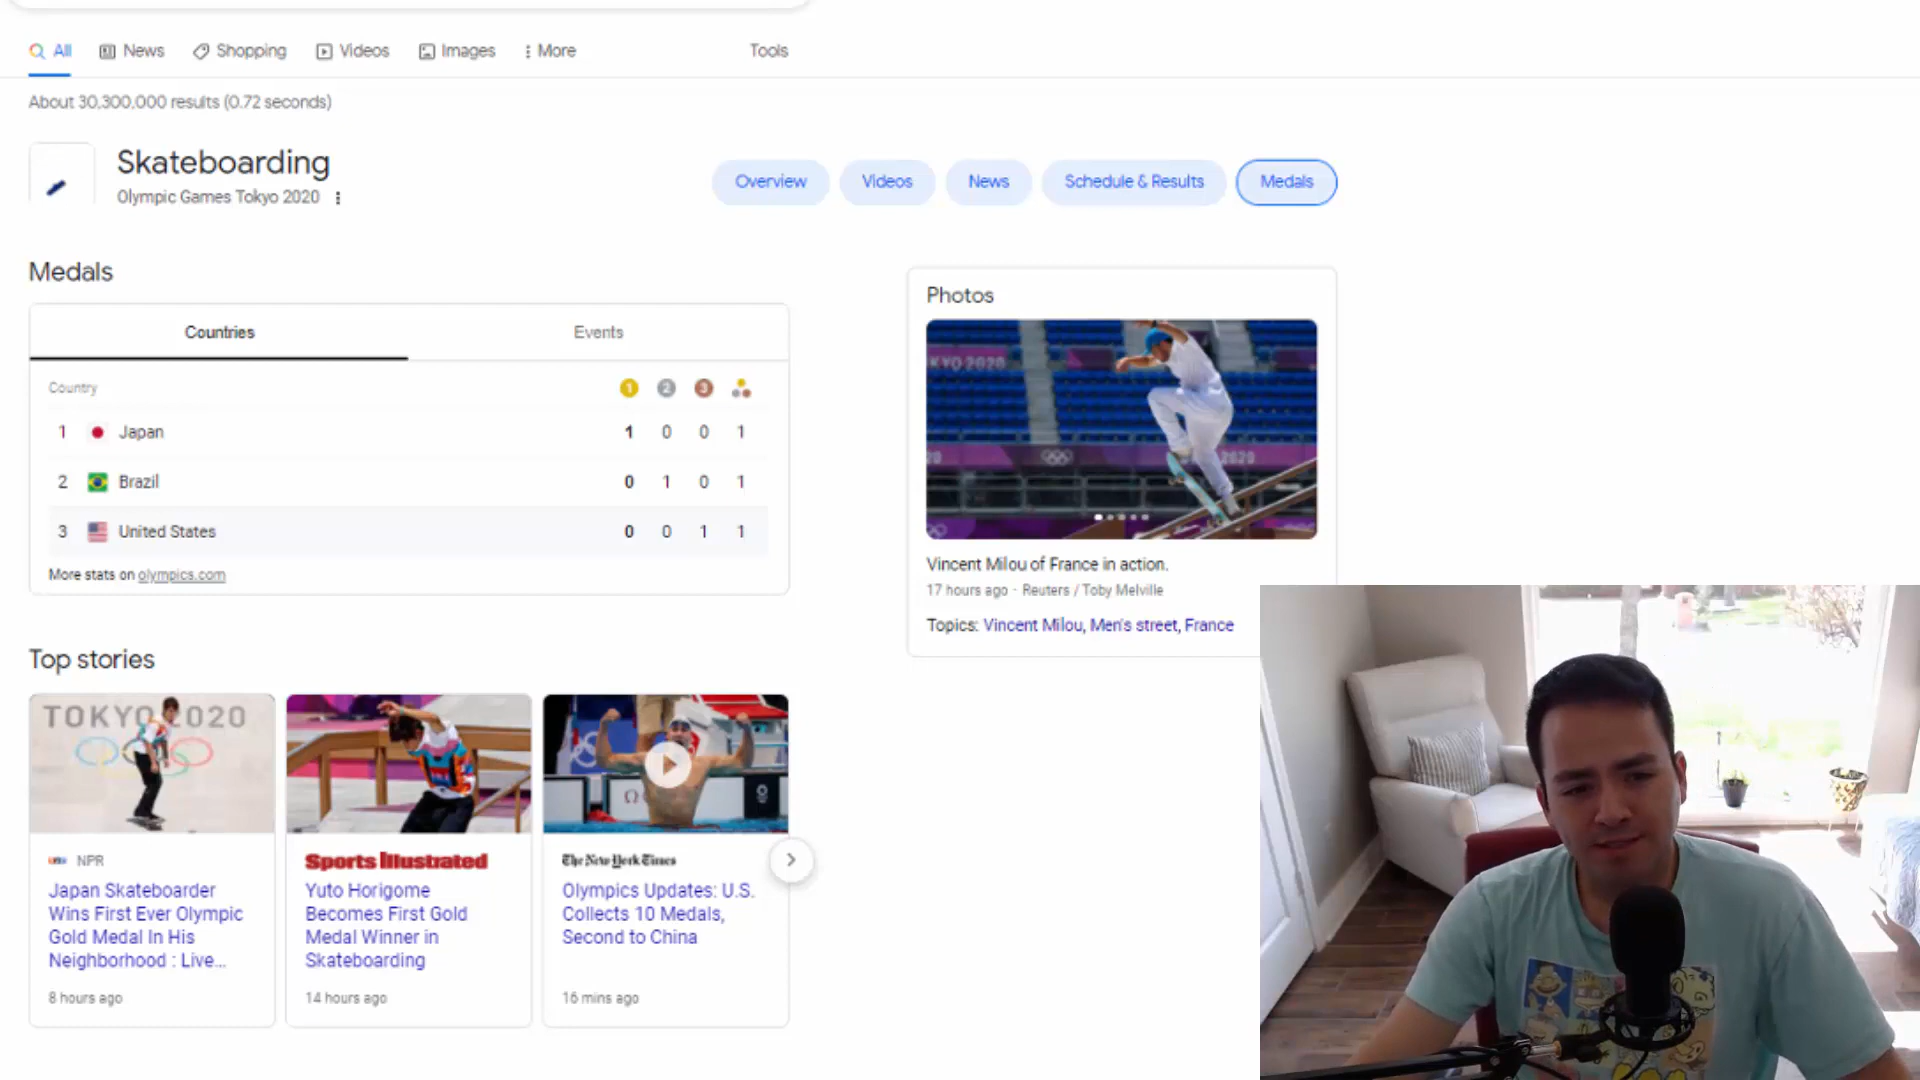 All News Shopping Videos Images More Tools
About 30,300,000 results (0.72 seconds)
Skateboarding
Olympic Games Tokyo 2020
Overview Videos News Schedule & Results Medals
Medals
Countries Events
Country 1 2 3
1 Japan 1 0 0 1
2 Brazil 0 1 0 1
3 United States 0 0 1 1
More stats on olympics.com
Photos
KYO 2020
2020
Vincent Milou of France in action.
17 hours ago · Reuters / Toby Melville
Topics: Vincent Milou, Men's street, France
Top stories
TOKYO 2020
NPR
Japan Skateboarder
Wins First Ever Olympic
Gold Medal In His
Neighborhood : Live...
8 hours ago
Sports Illustrated
Yuto Horigome
Becomes First Gold
Medal Winner in
Skateboarding
14 hours ago
The New York Times
Olympics Updates: U.S.
Collects 10 Medals,
Second to China
16 mins ago